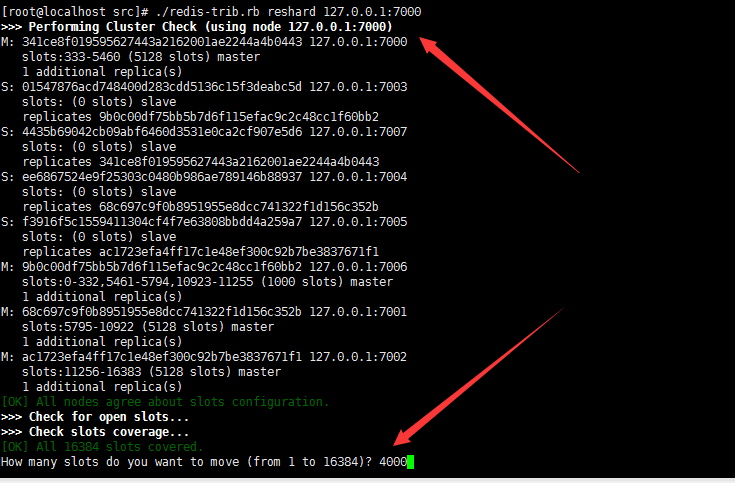 [root@localhost src]# ./redis-trib.rb reshard 127.0.0.1:7000
>>> Performing Cluster Check (using node 127.0.0.1:7000)
M: 341ce8f019595627443a2162001ae2244a4b0443 127.0.0.1:7000
slots:333-5460 (5128 slots) master
1 additional replica(s)
S: 01547876acd748400d283cdd5136c15f3deabc5d 127.0.0.1:7003
slots: (0 slots) slave
replicates 9b0c00df75bb5b7d6f115efac9c2c48cc1f60bb2
S: 4435b69042cb09abf6460d3531e0ca2cf907e5d6 127.0.0.1:7007
slots: (0 slots) slave
replicates 341ce8f019595627443a2162001ae2244a4b0443
S: ee6867524e9f25303c0480b986ae789146b88937 127.0.0.1:7004
slots: (0 slots) slave
replicates 68c697c9f0b8951955e8dcc741322f1d156c352b
S: f3916f5c1559411304cf4f7e63808bbdd4a259a7 127.0.0.1:7005
slots: (0 slots) slave
replicates ac1723efa4ff17c1e48ef300c92b7be3837671f1
M: 9b0c00df75bb5b7d6f115efac9c2c48cc1f60bb2 127.0.0.1:7006
slots:0-332,5461-5794,10923-11255 (1000 slots) master
1 additional replica(s)
M: 68c697c9f0b8951955e8dcc741322f1d156c352b 127.0.0.1:7001
slots:5795-10922 (5128 slots) master
1 additional replica(s)
M: ac1723efa4ff17c1e48ef300c92b7be3837671f1 127.0.0.1:7002
slots:11256-16383 (5128 slots) master
1 additional replica(s)
[OK] All nodes agree about slots configuration.
>>> Check for open slots...
>>> Check slots coverage...
[OK] All 16384 slots covered.
How many slots do you want to move (from 1 to 16384)? 4000